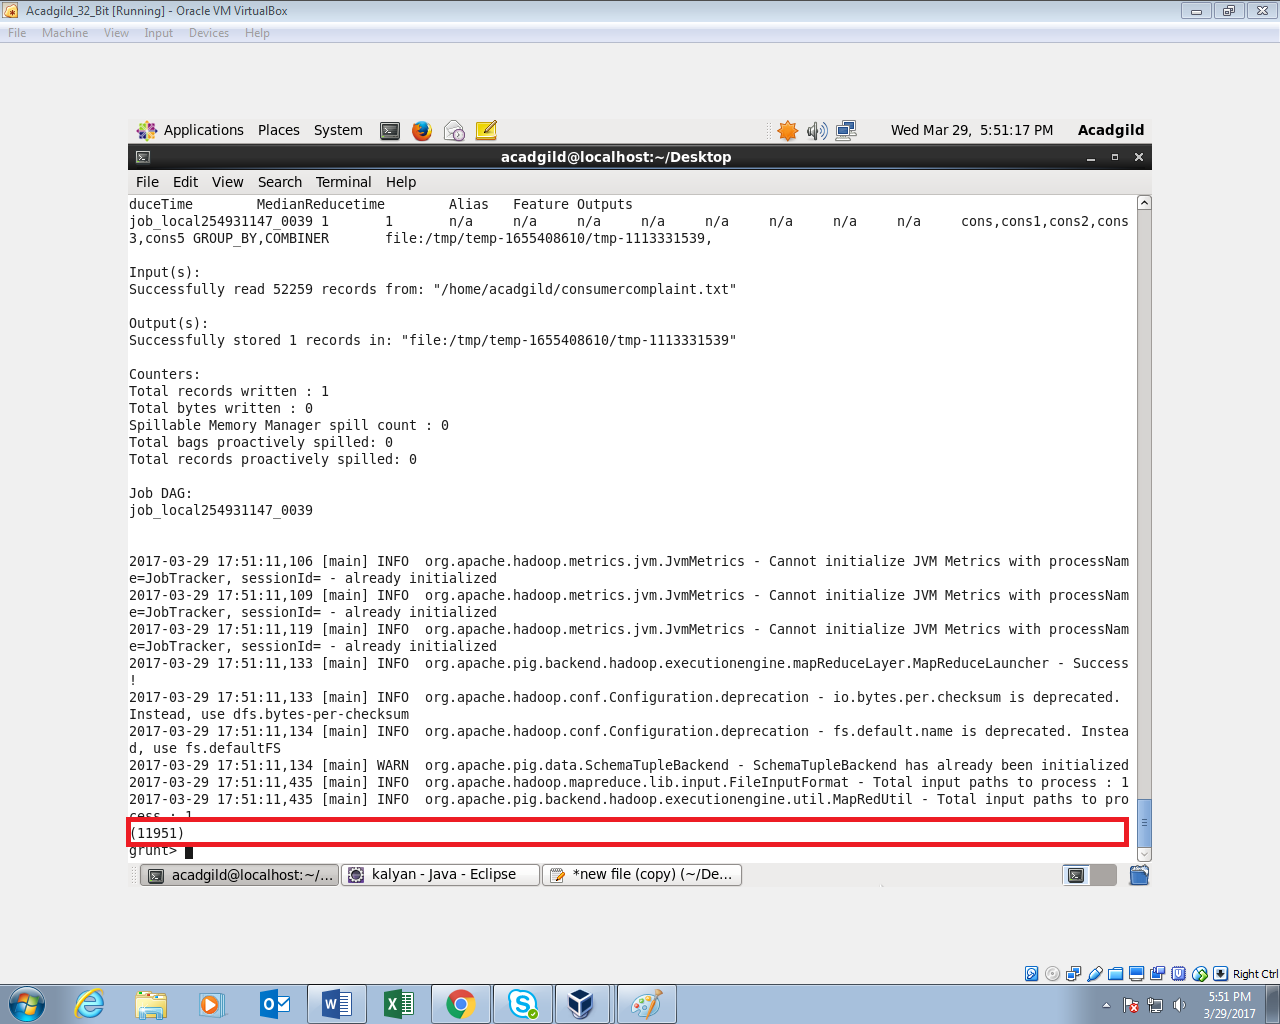 Acadgild_32_Bit [Running] - Oracle VM VirtualBox
File Machine View Input Devices Help
Applications Places System Wed Mar 29, 5:51:17 PM Acadgild
acadgild@localhost:~/Desktop
File Edit View Search Terminal Help
duceTime MedianReducetime Alias Feature Outputs
job_local254931147_0039 1 1 n/a n/a n/a n/a n/a n/a n/a n/a cons,cons1,cons2,cons
3,cons5 GROUP_BY,COMBINER file:/tmp/temp-1655408610/tmp-1113331539,
Input(s):
Successfully read 52259 records from: "/home/acadgild/consumercomplaint.txt"
Output(s):
Successfully stored 1 records in: "file:/tmp/temp-1655408610/tmp-1113331539"
Counters:
Total records written : 1
Total bytes written : 0
Spillable Memory Manager spill count : 0
Total bags proactively spilled: 0
Total records proactively spilled: 0
Job DAG:
job_local254931147_0039
2017-03-29 17:51:11,106 [main] INFO org.apache.hadoop.metrics.jvm.JvmMetrics - Cannot initialize JVM Metrics with processNam
e=JobTracker, sessionId= - already initialized
2017-03-29 17:51:11,109 [main] INFO org.apache.hadoop.metrics.jvm.JvmMetrics - Cannot initialize JVM Metrics with processNam
e=JobTracker, sessionId= - already initialized
2017-03-29 17:51:11,119 [main] INFO org.apache.hadoop.metrics.jvm.JvmMetrics - Cannot initialize JVM Metrics with processNam
e=JobTracker, sessionId= - already initialized
2017-03-29 17:51:11,133 [main] INFO org.apache.pig.backend.hadoop.executionengine.mapReduceLayer.MapReduceLauncher - Success
!
2017-03-29 17:51:11,133 [main] INFO org.apache.hadoop.conf.Configuration.deprecation - io.bytes.per.checksum is deprecated.
Instead, use dfs.bytes-per-checksum
2017-03-29 17:51:11,134 [main] INFO org.apache.hadoop.conf.Configuration.deprecation - fs.default.name is deprecated. Instea
d, use fs.defaultFS
2017-03-29 17:51:11,134 [main] WARN org.apache.pig.data.SchemaTupleBackend - SchemaTupleBackend has already been initialized
2017-03-29 17:51:11,435 [main] INFO org.apache.hadoop.mapreduce.lib.input.FileInputFormat - Total input paths to process : 1
2017-03-29 17:51:11,435 [main] INFO org.apache.pig.backend.hadoop.executionengine.util.MapRedUtil - Total input paths to pro
cess : 1
(11951)
grunt>
acadgild@localhost:~/... kalyan - Java - Eclipse *new file (copy) (~/De...
Right Ctrl
5:51 PM
3/29/2017